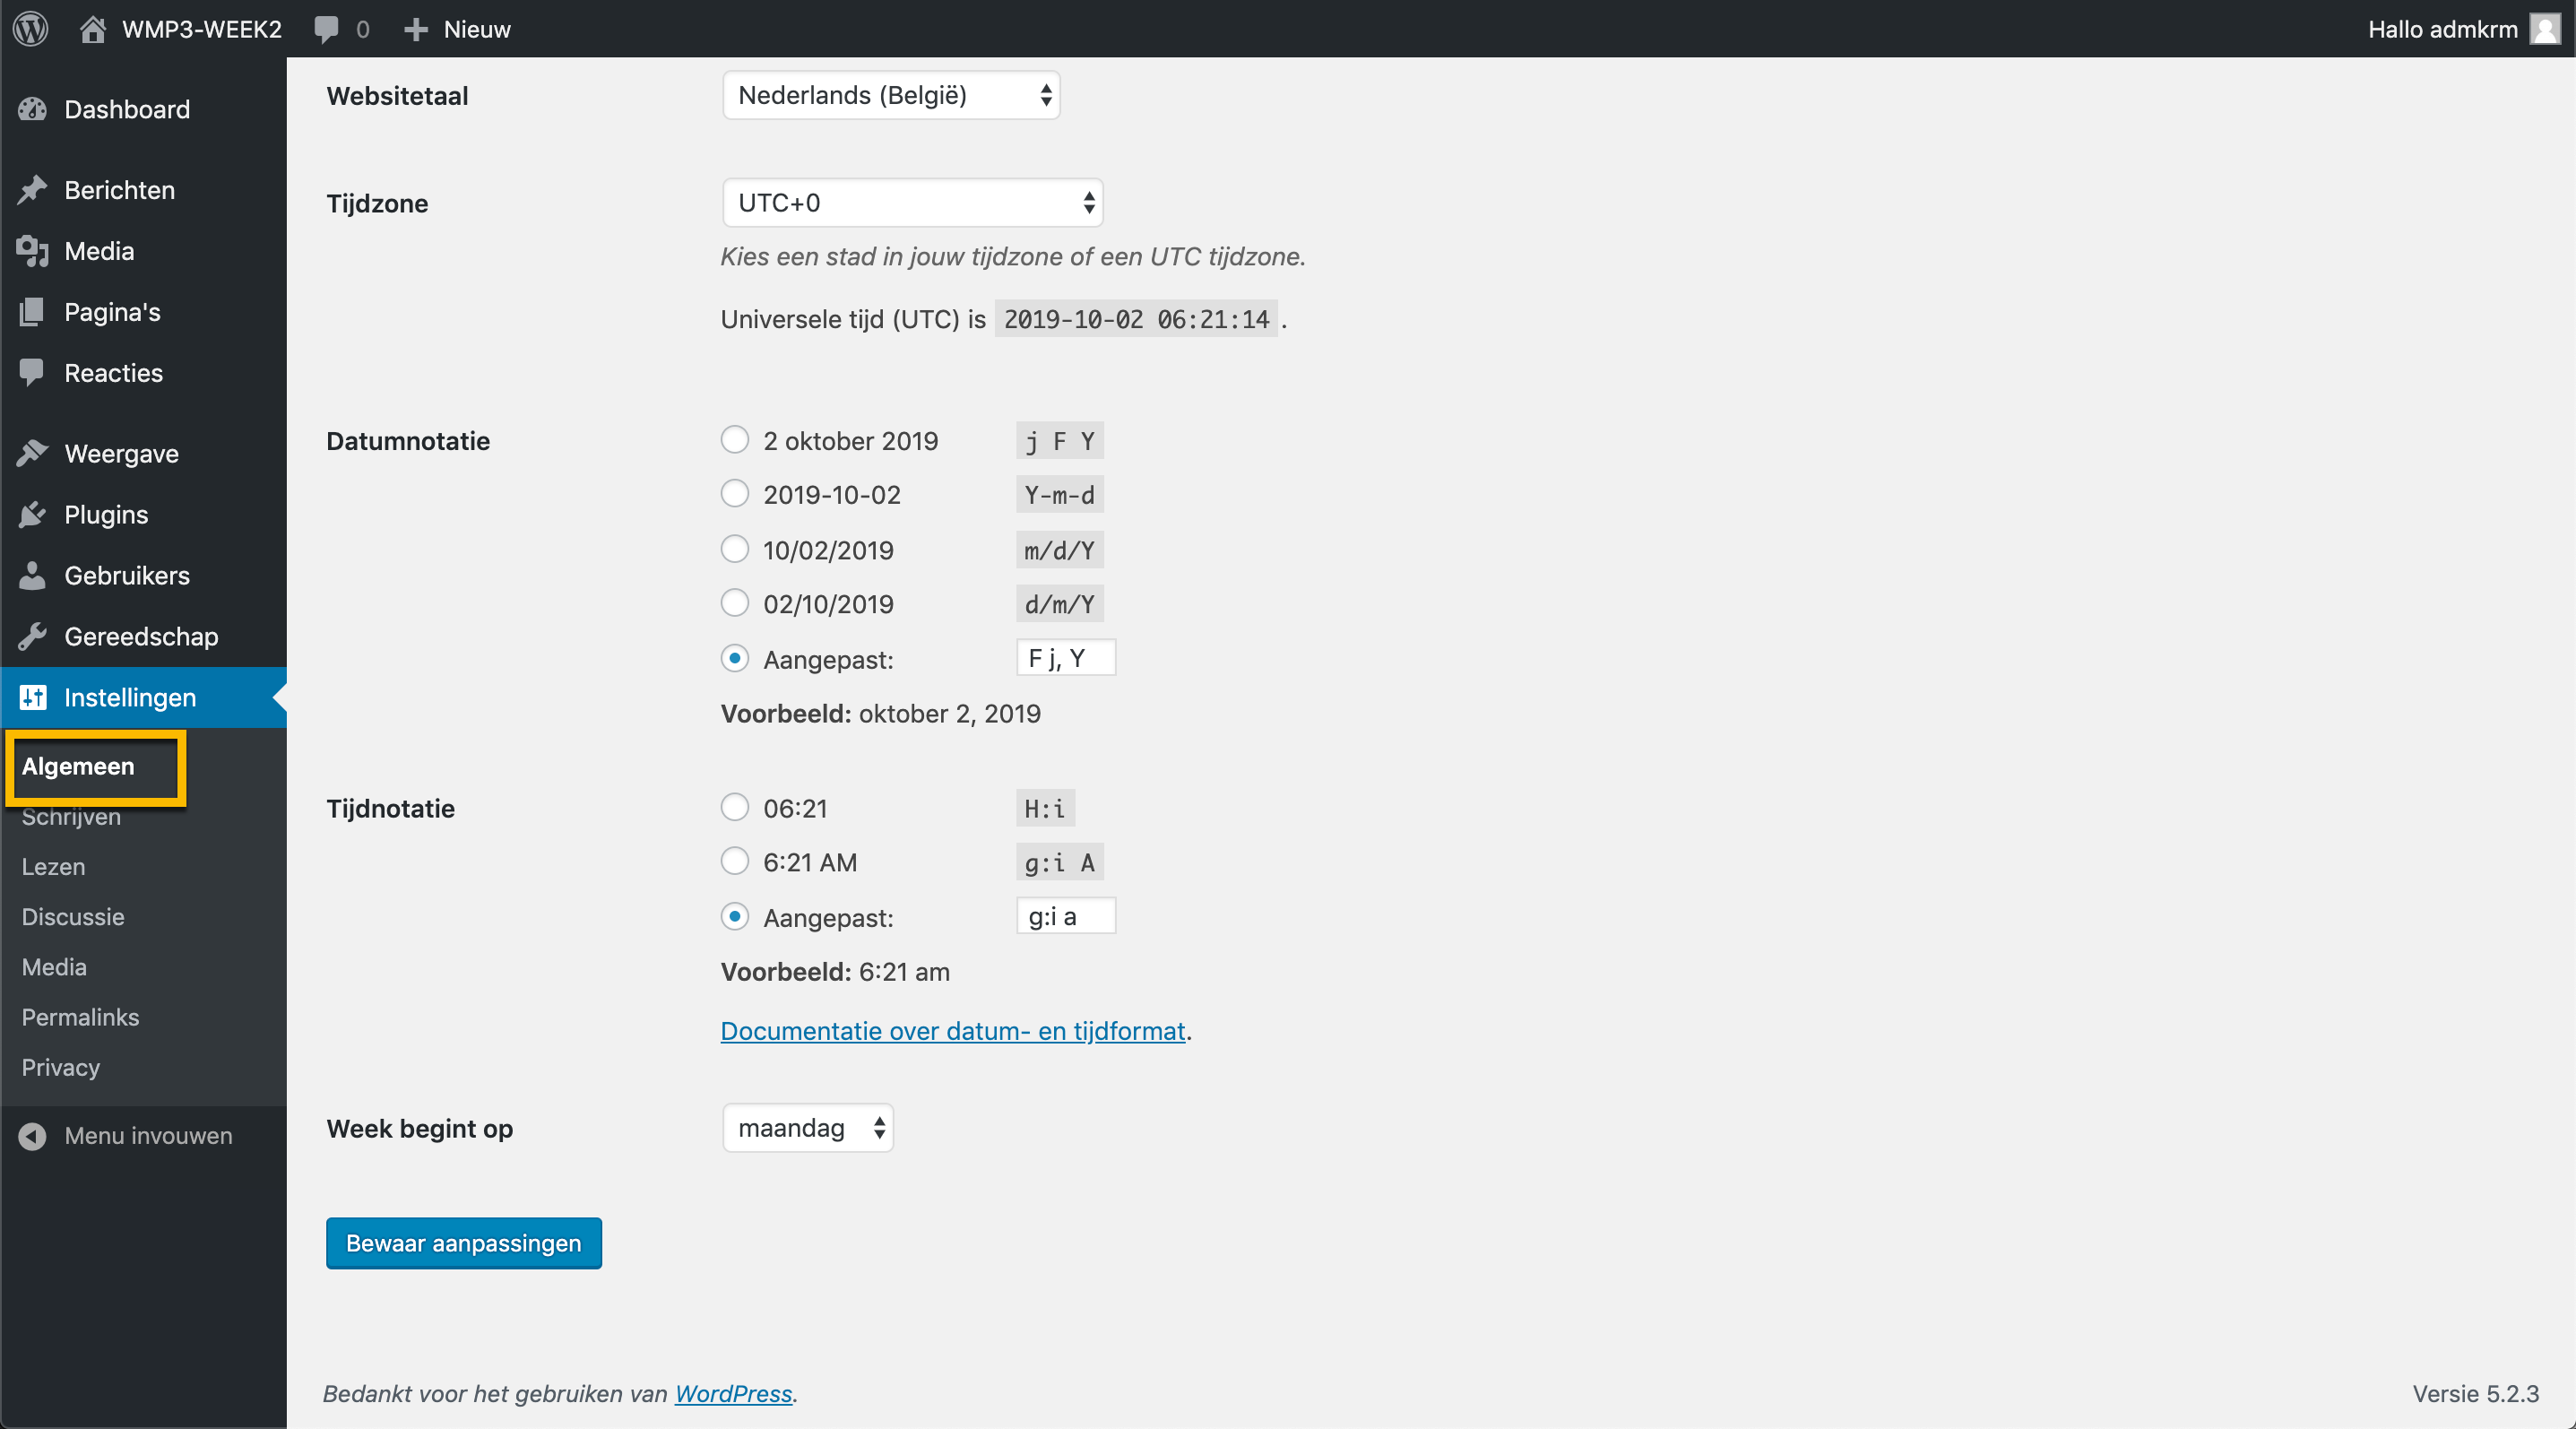 WMP3-WEEK2 0 Nieuw Hallo admkrm
Dashboard
Berichten
Media
Pagina's
Reacties
Weergave
Plugins
Gebruikers
Gereedschap
Instellingen
Algemeen
Schrijven
Lezen
Discussie
Media
Permalinks
Privacy
Menu invouwen
Websitetaal Nederlands (België)
Tijdzone UTC+0
Kies een stad in jouw tijdzone of een UTC tijdzone.
Universele tijd (UTC) is 2019-10-02 06:21:14 .
Datumnotatie 2 oktober 2019 j F Y
2019-10-02 Y-m-d
10/02/2019 m/d/Y
02/10/2019 d/m/Y
Aangepast: F j, Y
Voorbeeld: oktober 2, 2019
Tijdnotatie 06:21 H:i
6:21 AM g:i A
Aangepast: g:i a
Voorbeeld: 6:21 am
Documentatie over datum- en tijdformat.
Week begint op maandag
Bewaar aanpassingen
Bedankt voor het gebruiken van WordPress. Versie 5.2.3